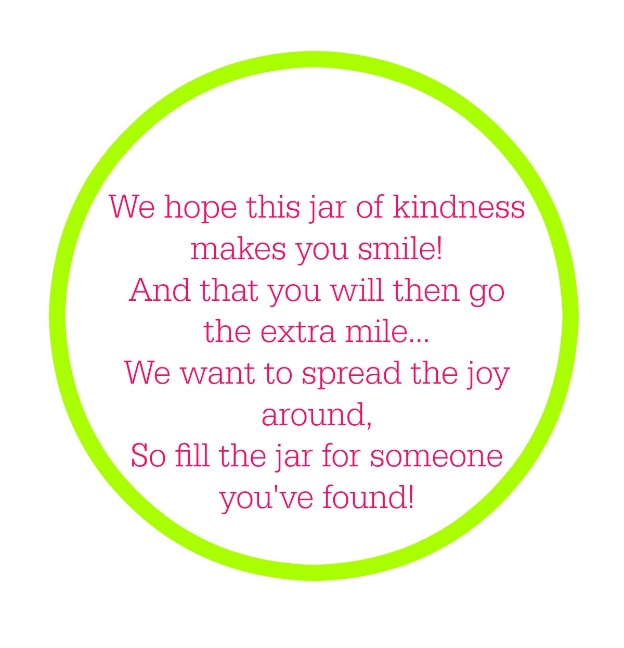 We hope this jar of kindness
makes you smile!
And that you will then go
the extra mile...
We want to spread the joy
around,
So fill the jar for someone
you've found!